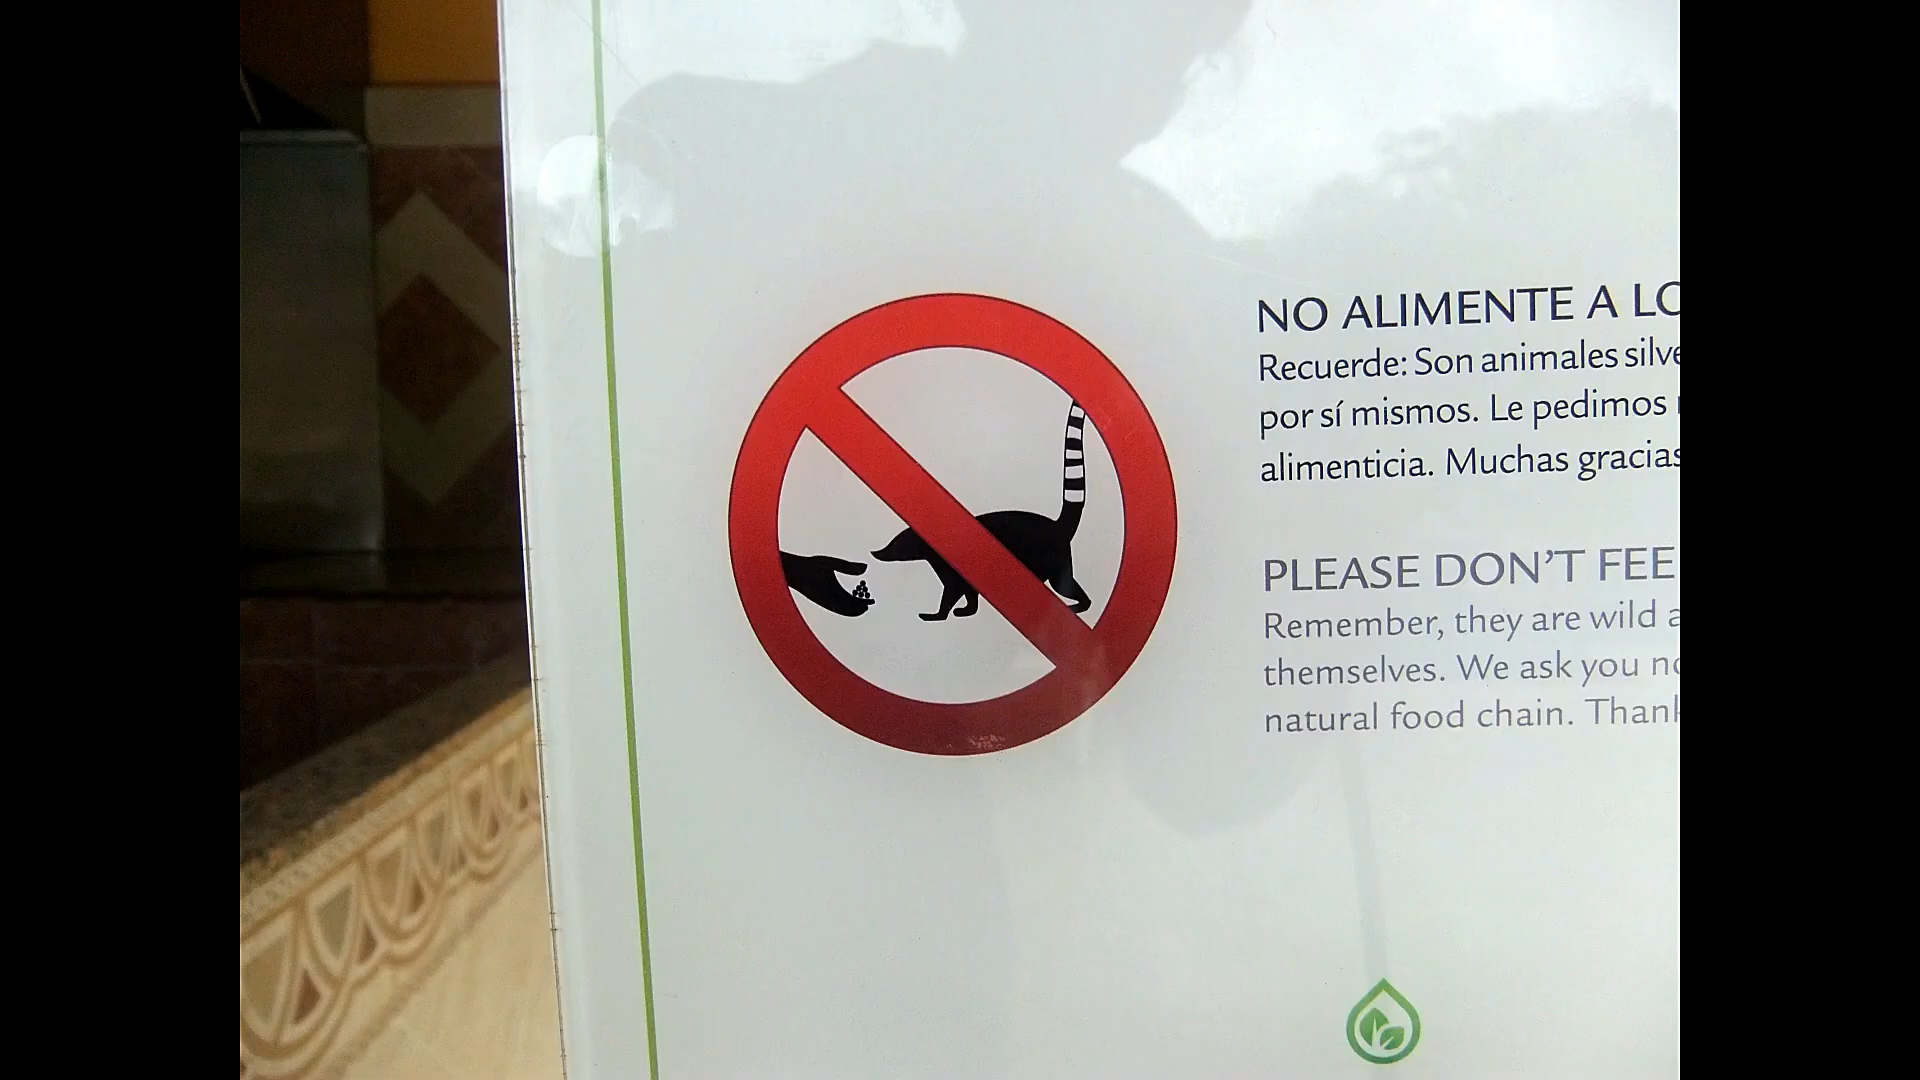 NO ALIMENTE A LO
Recuerde: Son animales silve
por sí mismos. Le pedimos
alimenticia. Muchas gracias
PLEASE DON'T FEE
Remember, they are wild a
themselves. We ask you no
natural food chain. Thank